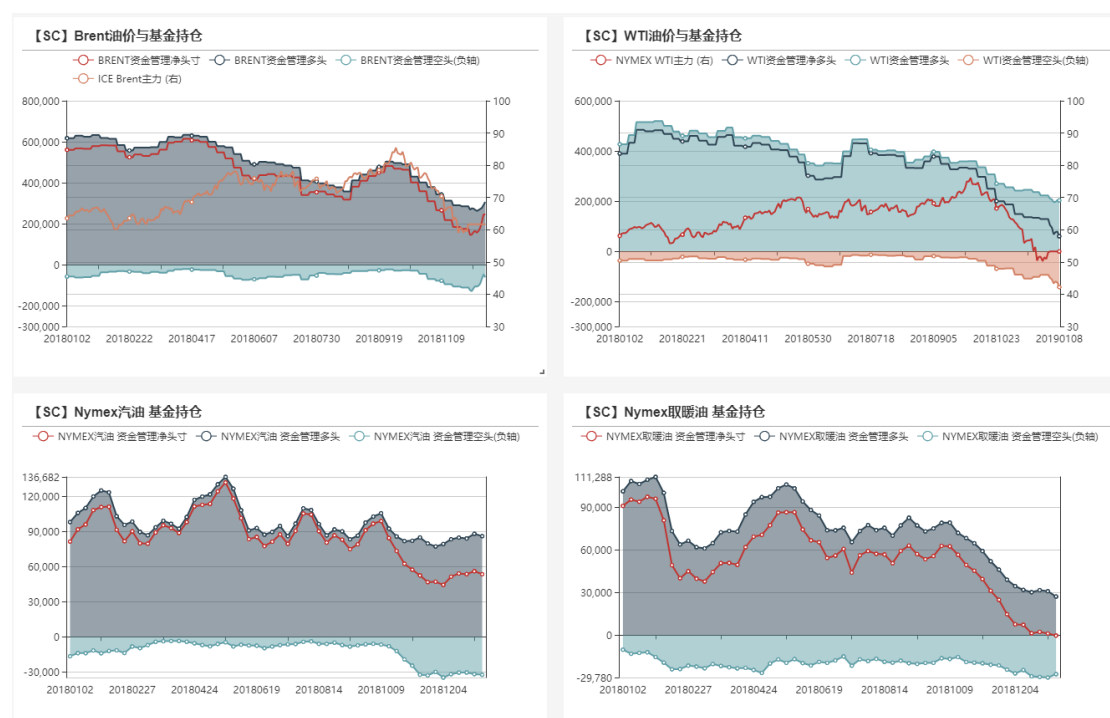 【SC】Brent油价与基金持仓
BRENT资金管理净头寸 BRENT资金管理多头 BRENT资金管理空头(负轴)
ICE Brent主力 (右)
800,000 100
600,000 90
80
400,000 70
200,000 60
0 50
40
-200,000
-300,000 30
20180102 20180222 20180417 20180607 20180730 20180919 20181109
【SC】WTI油价与基金持仓
NYMEX WTI主力 (右) WTI资金管理净多头 WTI资金管理多头 WTI资金管理空头(负轴)
600,000 100
90
400,000 80
70
200,000 60
0 50
40
-200,000
-300,000 30
20180102 20180221 20180411 20180530 20180718 20180905 20181023 20190108
【SC】Nymex汽油 基金持仓
NYMEX汽油 资金管理净头寸 NYMEX汽油 资金管理多头 NYMEX汽油 资金管理空头(负轴)
136,682
120,000
90,000
60,000
30,000
0
-30,000
20180102 20180227 20180424 20180619 20180814 20181009 20181204
【SC】Nymex取暖油 基金持仓
NYMEX取暖油 资金管理净头寸 NYMEX取暖油 资金管理多头 NYMEX取暖油 资金管理空头(负轴)
111,288
90,000
60,000
30,000
0
-29,780
20180102 20180227 20180424 20180619 20180814 20181009 20181204